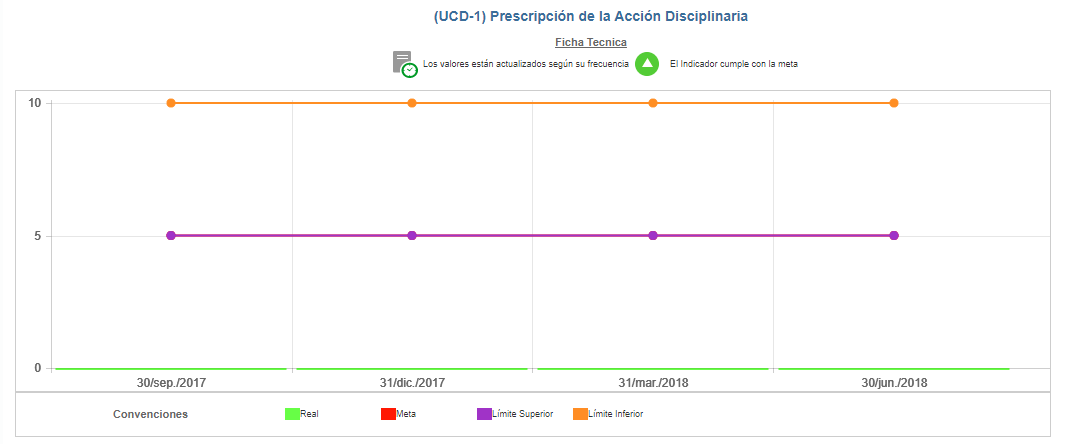 (UCD-1) Prescripción de la Acción Disciplinaria
Ficha Tecnica
Los valores están actualizados según su frecuencia El Indicador cumple con la meta
10
5
0
30/sep./2017 31/dic./2017 31/mar./2018 30/jun./2018
Convenciones Real Meta Límite Superior Límite Inferior